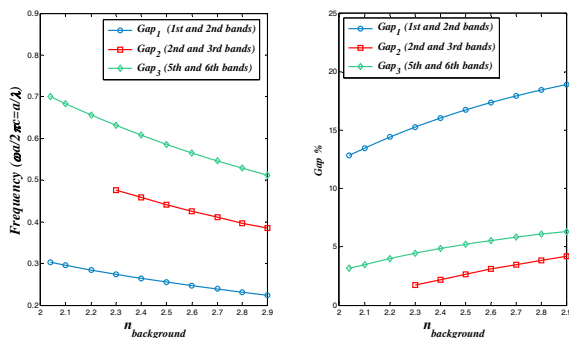 0.9
0.8
0.7
0.6
0.5
0.4
0.3
0.2
Frequency (ωa/2πc=a/λ)
Gap1 (1st and 2nd bands)
Gap2 (2nd and 3rd bands)
Gap3 (5th and 6th bands)
2 2.1 2.2 2.3 2.4 2.5 2.6 2.7 2.8 2.9
nbackground
25
20
15
10
5
0
Gap %
Gap1 (1st and 2nd bands)
Gap2 (2nd and 3rd bands)
Gap3 (5th and 6th bands)
2 2.1 2.2 2.3 2.4 2.5 2.6 2.7 2.8 2.9
nbackground